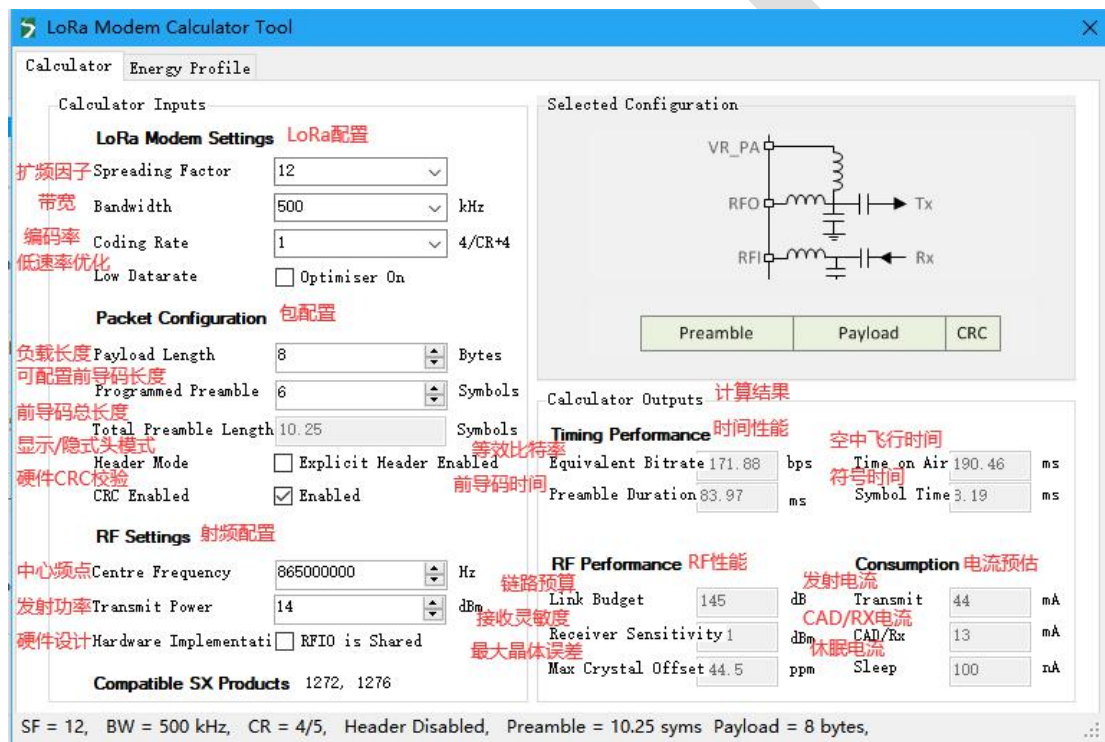 LoRa Modem Calculator Tool
Calculator Energy Profile
Calculator Inputs
LoRa Modem Settings LoRa配置
扩频因子 Spreading Factor 12
带宽 Bandwidth 500 kHz
编码率 Coding Rate 1 4/CR+4
低速率优化
Low Datarate Optimiser On
Packet Configuration 包配置
负载长度 Payload Length 8 Bytes
可配置前导码长度
Programmed Preamble 6 Symbols
前导码总长度
Total Preamble Length 10.25 Symbols
显示/隐式头模式
Header Mode Explicit Header Enabled
硬件CRC校验
CRC Enabled Enabled
RF Settings 射频配置
中心频点 Centre Frequency 865000000 Hz
发射功率 Transmit Power 14 dBm
硬件设计 Hardware Implementati RFIO is Shared
Compatible SX Products 1272, 1276
Selected Configuration
VR_PA
RFO Tx
RFI Rx
Preamble Payload CRC
Calculator Outputs 计算结果
Timing Performance 时间性能
等效比特率 空中飞行时间
Equivalent Bitrate 171.88 bps Time on Air 190.46 ms
前导码时间 符号时间
Preamble Duration 83.97 ms Symbol Time 8.19 ms
RF Performance RF性能 Consumption 电流预估
链路预算 发射电流
Link Budget 145 dB Transmit 44 mA
接收灵敏度 CAD/RX电流
Receiver Sensitivity 1 dBm CAD/Rx 13 mA
最大晶体误差 休眠电流
Max Crystal Offset 44.5 ppm Sleep 100 nA
SF = 12, BW = 500 kHz, CR = 4/5, Header Disabled, Preamble = 10.25 syms Payload = 8 bytes,